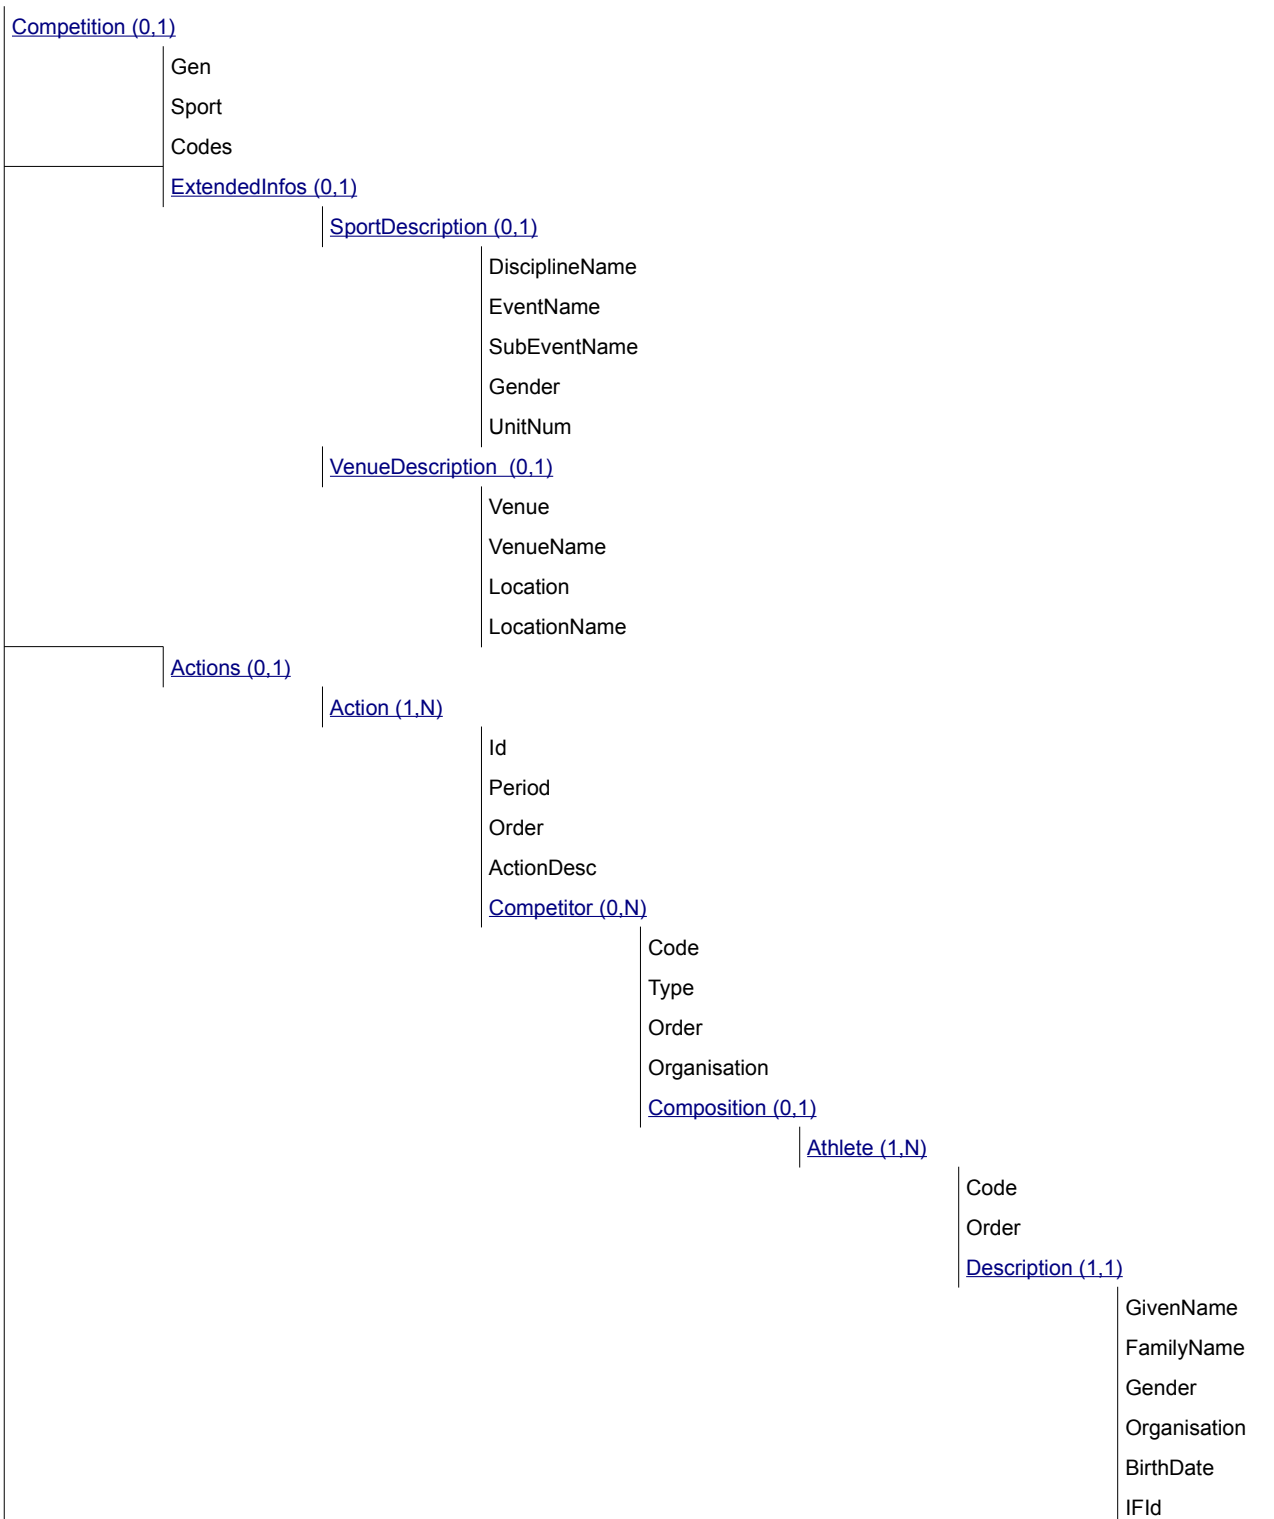 Competition (0,1)
Gen
Sport
Codes
ExtendedInfos (0,1)
SportDescription (0,1)
DisciplineName
EventName
SubEventName
Gender
UnitNum
VenueDescription  (0,1)
Venue
VenueName
Location
LocationName
Actions (0,1)
Action (1,N)
Id
Period
Order
ActionDesc
Competitor (0,N)
Code
Type
Order
Organisation
Composition (0,1)
Athlete (1,N)
Code
Order
Description (1,1)
GivenName
FamilyName
Gender
Organisation
BirthDate
IFId